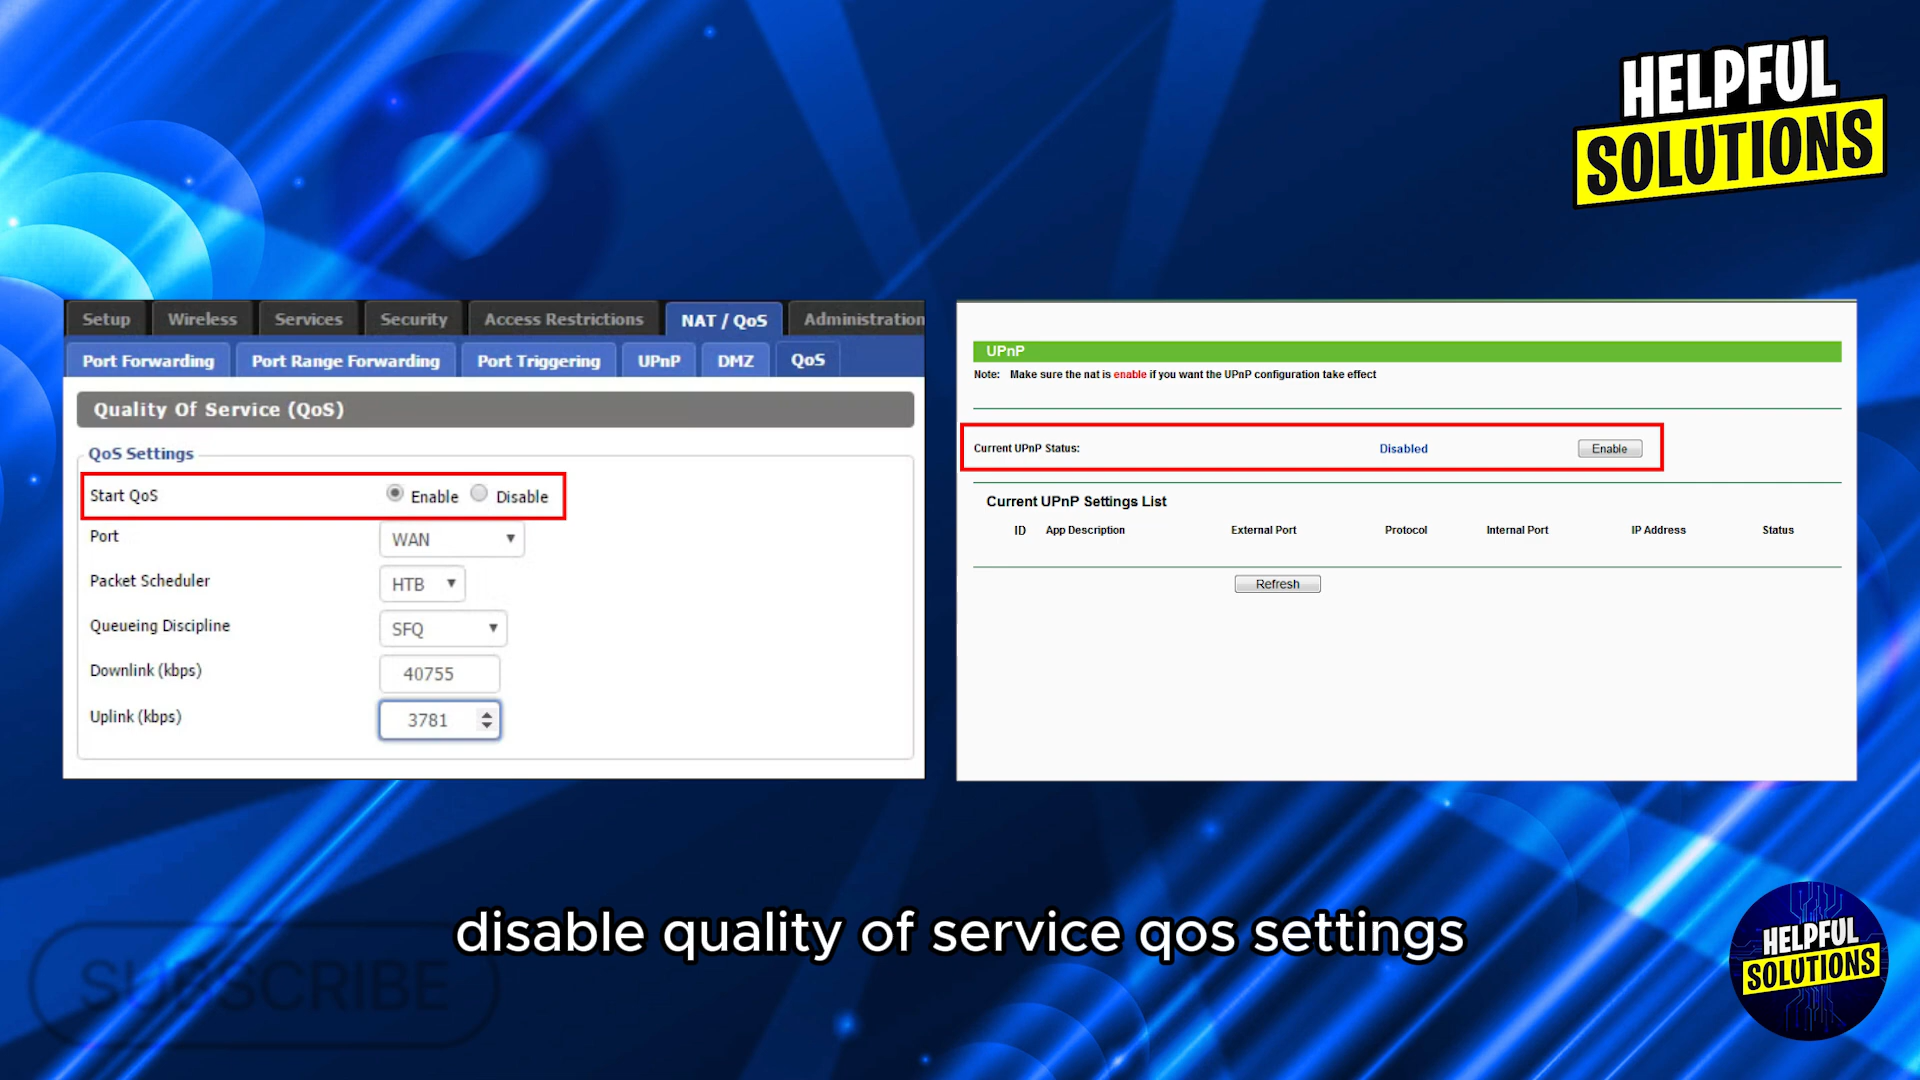 HELPFUL
SOLUTIONS
Setup Wireless Services Security Access Restrictions NAT / QoS Administration
Port Forwarding Port Range Forwarding Port Triggering UPnP DMZ QoS
Quality Of Service (QoS)
QoS Settings
Start QoS Enable Disable
Port WAN
Packet Scheduler HTB
Queueing Discipline SFQ
Downlink (kbps) 40755
Uplink (kbps) 3781
UPnP
Note: Make sure the nat is enable if you want the UPnP configuration take effect
Current UPnP Status: Disabled Enable
Current UPnP Settings List
ID App Description External Port Protocol Internal Port IP Address Status
Refresh
disable quality of service qos settings
SUBSCRIBE
HELPFUL
SOLUTIONS